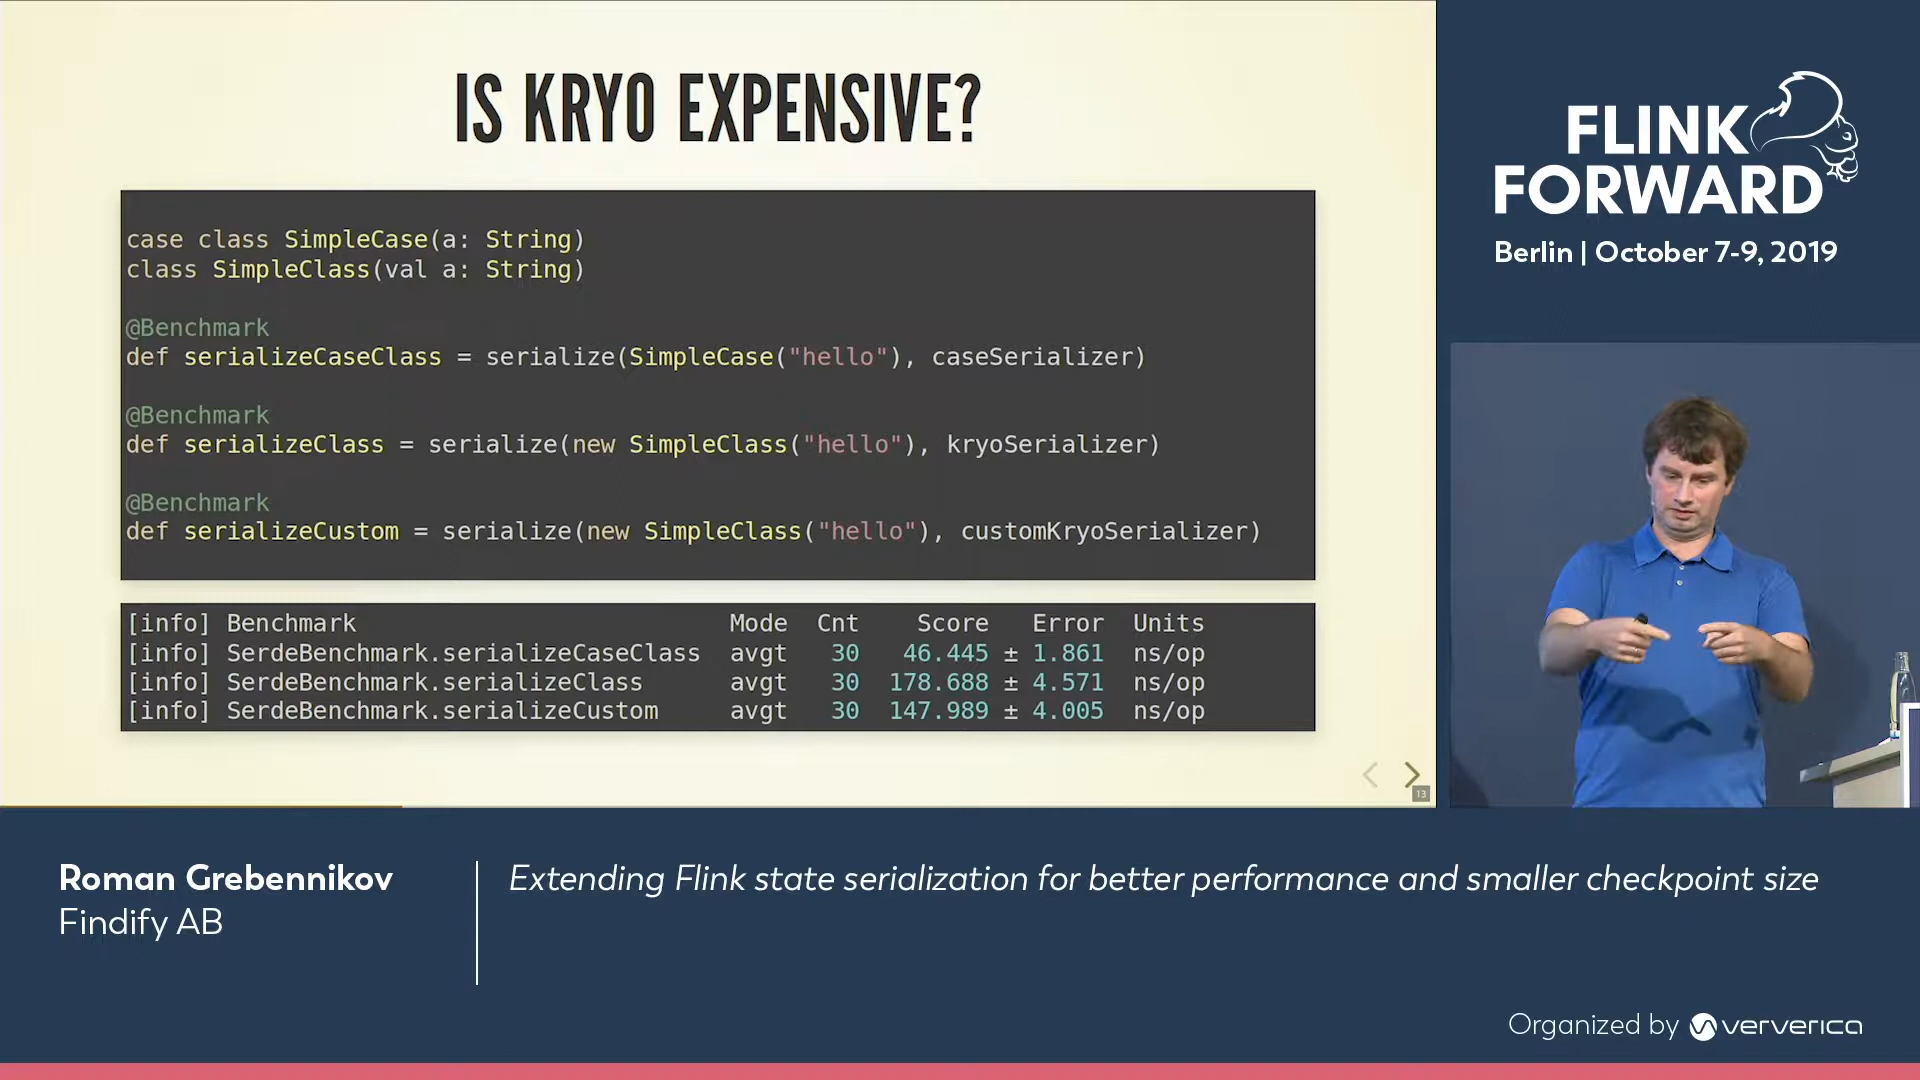 IS KRYO EXPENSIVE?
case class SimpleCase(a: String)
class SimpleClass(val a: String)
@Benchmark
def serializeCaseClass = serialize(SimpleCase("hello"), caseSerializer)
@Benchmark
def serializeClass = serialize(new SimpleClass("hello"), kryoSerializer)
@Benchmark
def serializeCustom = serialize(new SimpleClass("hello"), customKryoSerializer)
[info] Benchmark Mode Cnt Score Error Units
[info] SerdeBenchmark.serializeCaseClass avgt 30 46.445 ± 1.861 ns/op
[info] SerdeBenchmark.serializeClass avgt 30 178.688 ± 4.571 ns/op
[info] SerdeBenchmark.serializeCustom avgt 30 147.989 ± 4.005 ns/op
13
FLINK
FORWARD
Berlin | October 7-9, 2019
Roman Grebennikov
Findify AB
Extending Flink state serialization for better performance and smaller checkpoint size
Organized by ververica